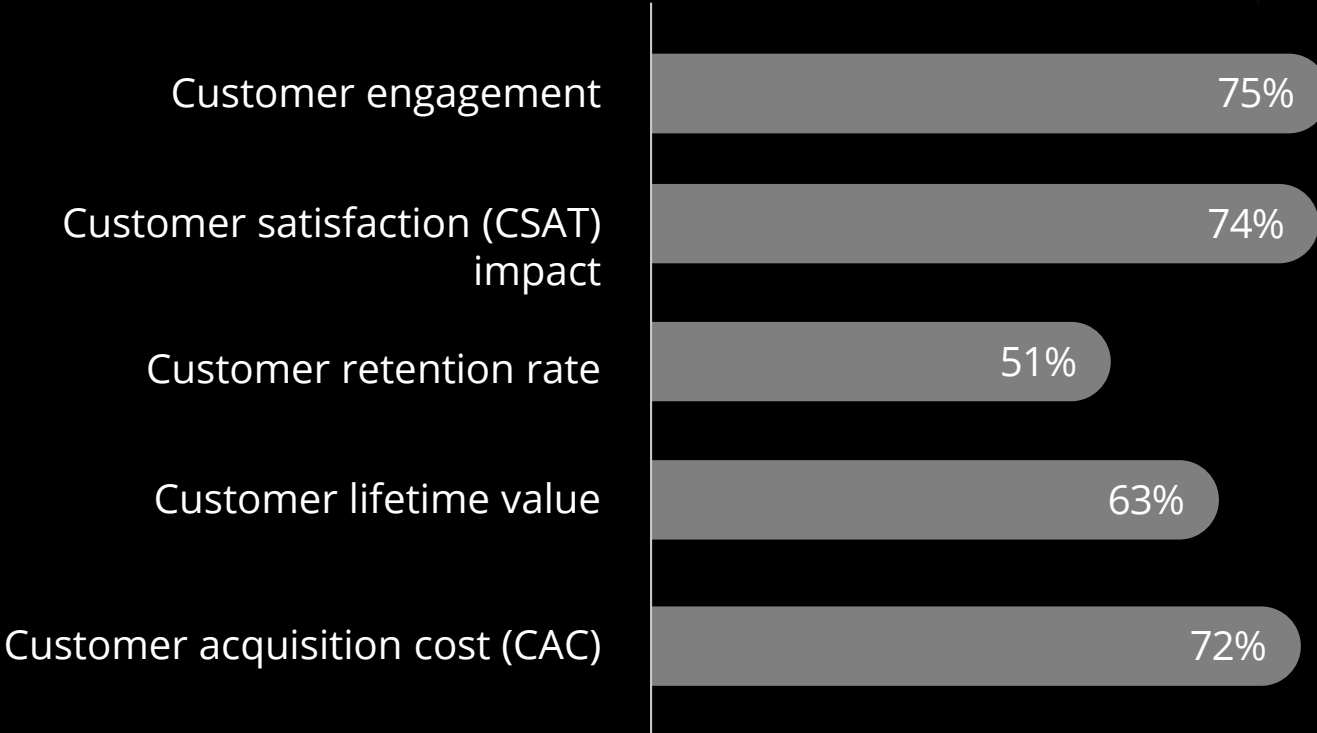 Customer engagement
75%
Customer satisfaction (CSAT)
impact
74%
Customer retention rate
51%
Customer lifetime value
63%
Customer acquisition cost (CAC)
72%